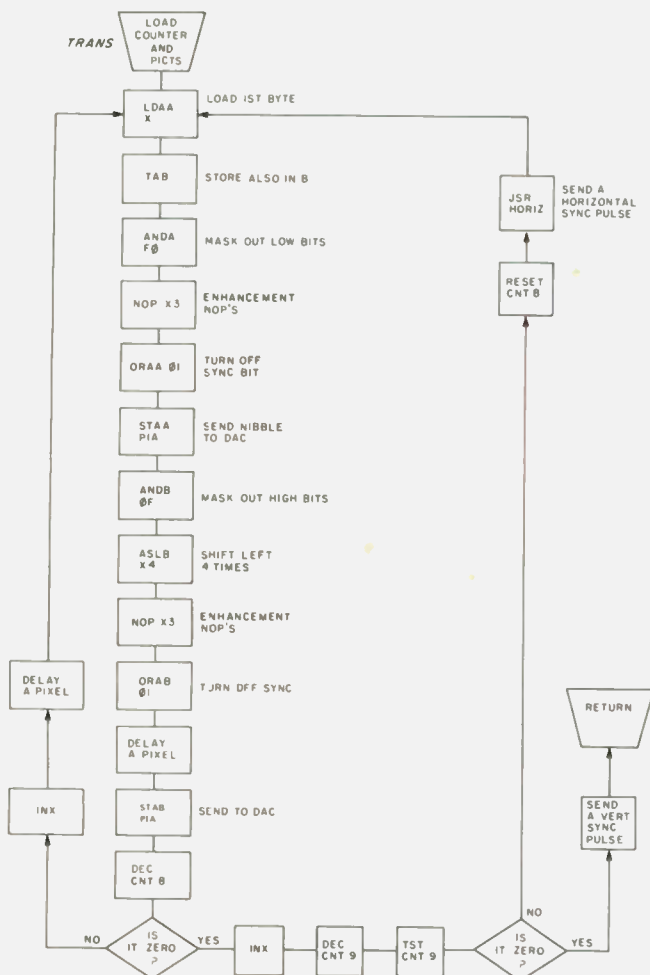 TRANS
LOAD
COUNTER
AND
PICTS
LDAA
X
LOAD 1ST BYTE
TAB
STORE ALSO IN B
ANDA
FØ
MASK OUT LOW BITS
NOP X3
ENHANCEMENT
NOP'S
ORAA Ø1
TURN OFF
SYNC BIT
STAA
PIA
SEND NIBBLE
TO DAC
ANDB
ØF
MASK OUT HIGH BITS
ASLB
X4
SHIFT LEFT
4 TIMES
NOP X3
ENHANCEMENT
NOP'S
ORAB
Ø1
TURN OFF SYNC
DELAY
A PIXEL
STAB
PIA
SEND TO DAC
DEC
CNT 8
IS
IT ZERO
?
NO
YES
INX
DELAY
A PIXEL
INX
DEC
CNT 9
TST
CNT 9
IS
IT ZERO
?
NO
YES
RESET
CNT 8
JSR
HORIZ
SEND A
HORIZONTAL
SYNC PULSE
SEND
A VERT
SYNC
PULSE
RETURN